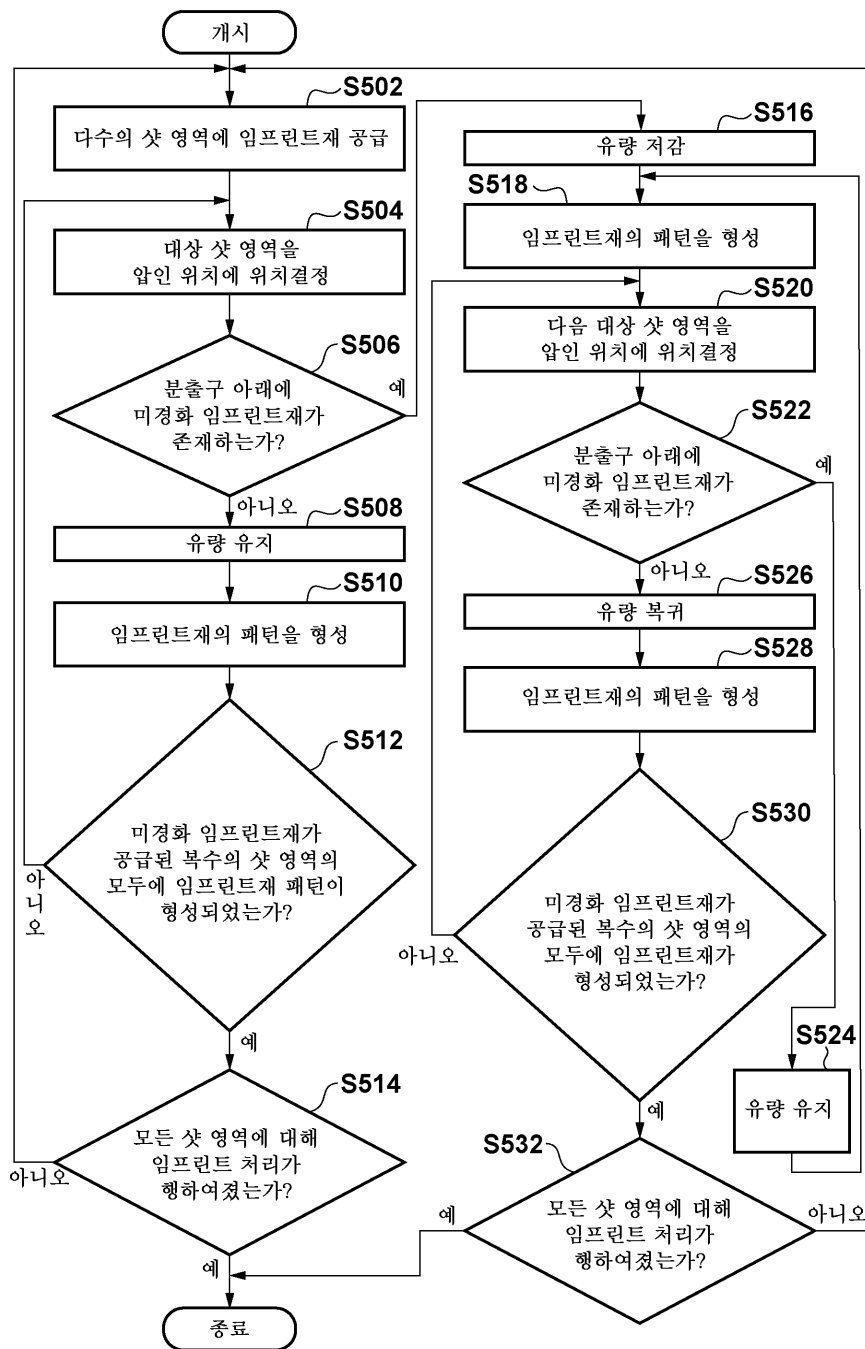 개시
S502
다수의 샷 영역에 임프린트재 공급
S504
대상 샷 영역을
압인 위치에 위치결정
S506
예
분출구 아래에
미경화 임프린트재가
존재하는가?
아니오
S508
유량 유지
S510
임프린트재의 패턴을 형성
S512
미경화 임프린트재가
공급된 복수의 샷 영역의
모두에 임프린트재 패턴이
형성되었는가?
아
니
오
예
S514
모든 샷 영역에 대해
임프린트 처리가
행하여졌는가?
아니오
예
종료
S516
유량 저감
S518
임프린트재의 패턴을 형성
S520
다음 대상 샷 영역을
압인 위치에 위치결정
S522
예
분출구 아래에
미경화 임프린트재가
존재하는가?
아니오
S526
유량 복귀
S528
임프린트재의 패턴을 형성
S530
미경화 임프린트재가
공급된 복수의 샷 영역의
모두에 임프린트재가
형성되었는가?
아니오
예
S524
유량 유지
S532
모든 샷 영역에 대해
임프린트 처리가
행하여졌는가?
예
아니오